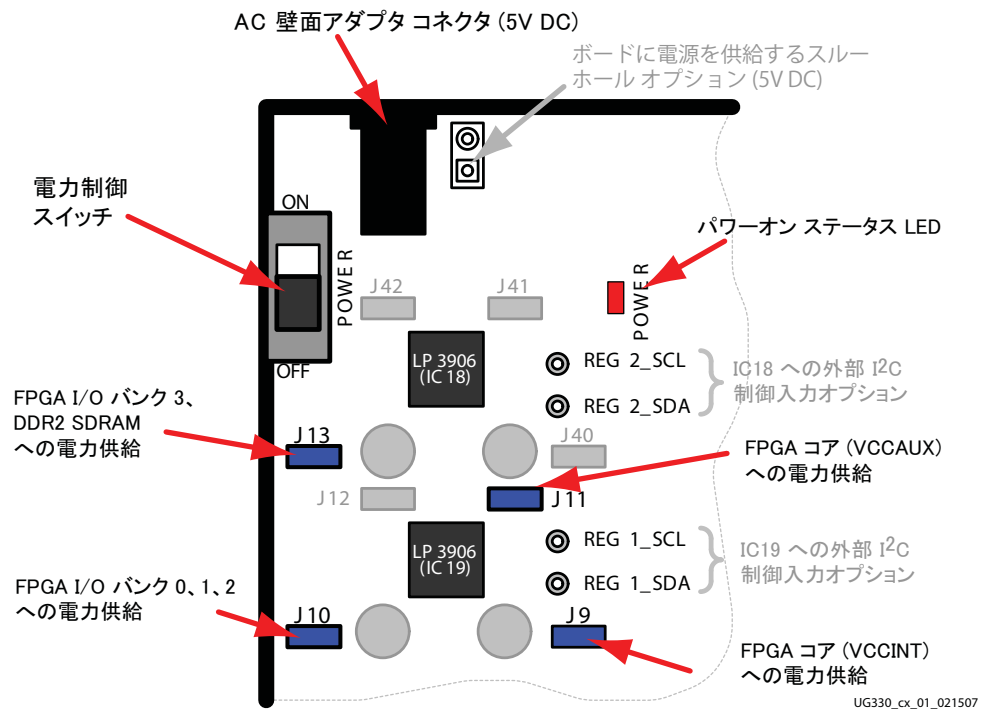 AC 壁面アダプタ コネクタ (5V DC)
ボードに電源を供給するスルー
ホール オプション (5V DC)
電力制御
スイッチ
ON
POWER
OFF
パワーオン ステータス LED
POWER
J42
J41
LP 3906
(IC 18)
REG 2_SCL
REG 2_SDA
IC18 への外部 I²C
制御入力オプション
FPGA I/O バンク 3、
DDR2 SDRAM
への電力供給
J13
J40
FPGA コア (VCCAUX)
への電力供給
J12
J11
LP 3906
(IC 19)
REG 1_SCL
REG 1_SDA
IC19 への外部 I²C
制御入力オプション
FPGA I/O バンク 0、1、2
への電力供給
J10
J9
FPGA コア (VCCINT)
への電力供給
UG330_cx_01_021507